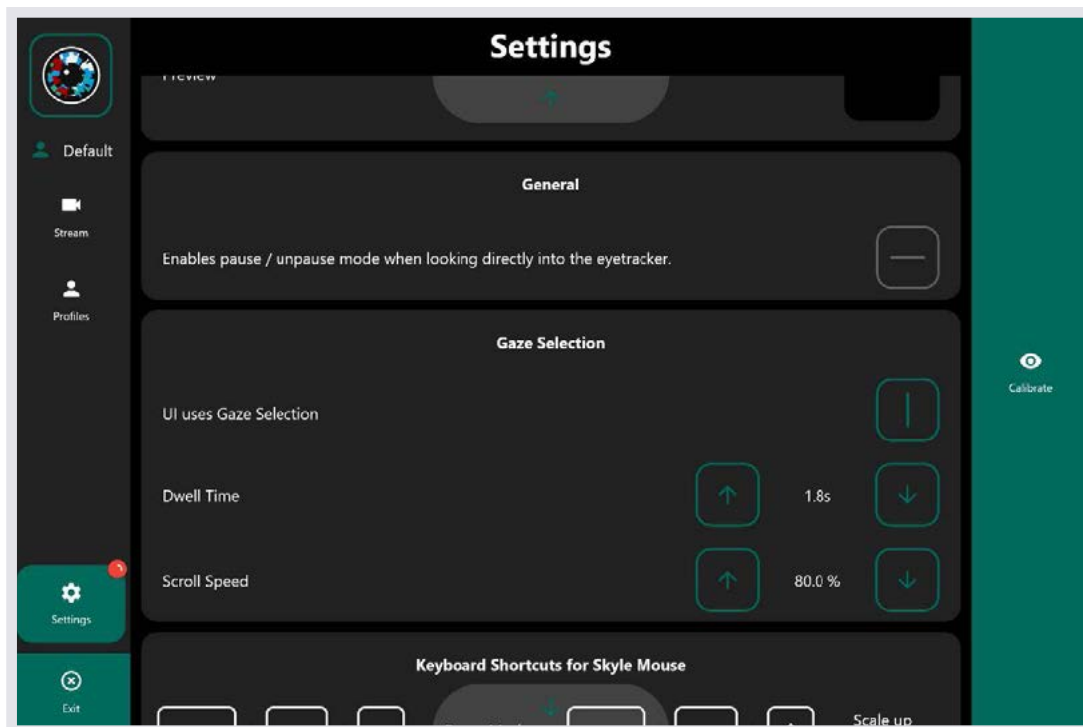 Settings
Preview
Default
General
Stream
Enables pause / unpause mode when looking directly into the eyetracker.
Profiles
Gaze Selection
Calibrate
UI uses Gaze Selection
Dwell Time
1.8s
Scroll Speed
80.0 %
Settings
Keyboard Shortcuts for Skyle Mouse
Exit
Scale up